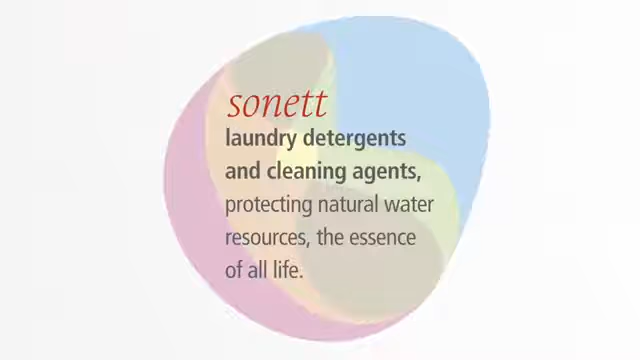 sonett
laundry detergents
and cleaning agents,
protecting natural water
resources, the essence
of all life.